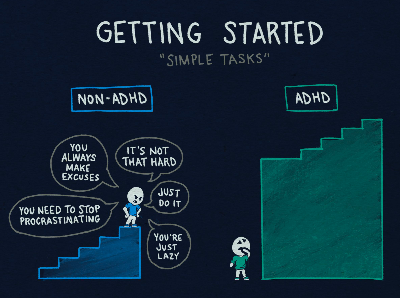 GETTING STARTED
"SIMPLE TASKS"
NON-ADHD
ADHD
YOU
ALWAYS
MAKE
EXCUSES
IT'S NOT
THAT HARD
JUST
DO IT
YOU NEED TO STOP
PROCRASTINATING
YOU'RE
JUST
LAZY